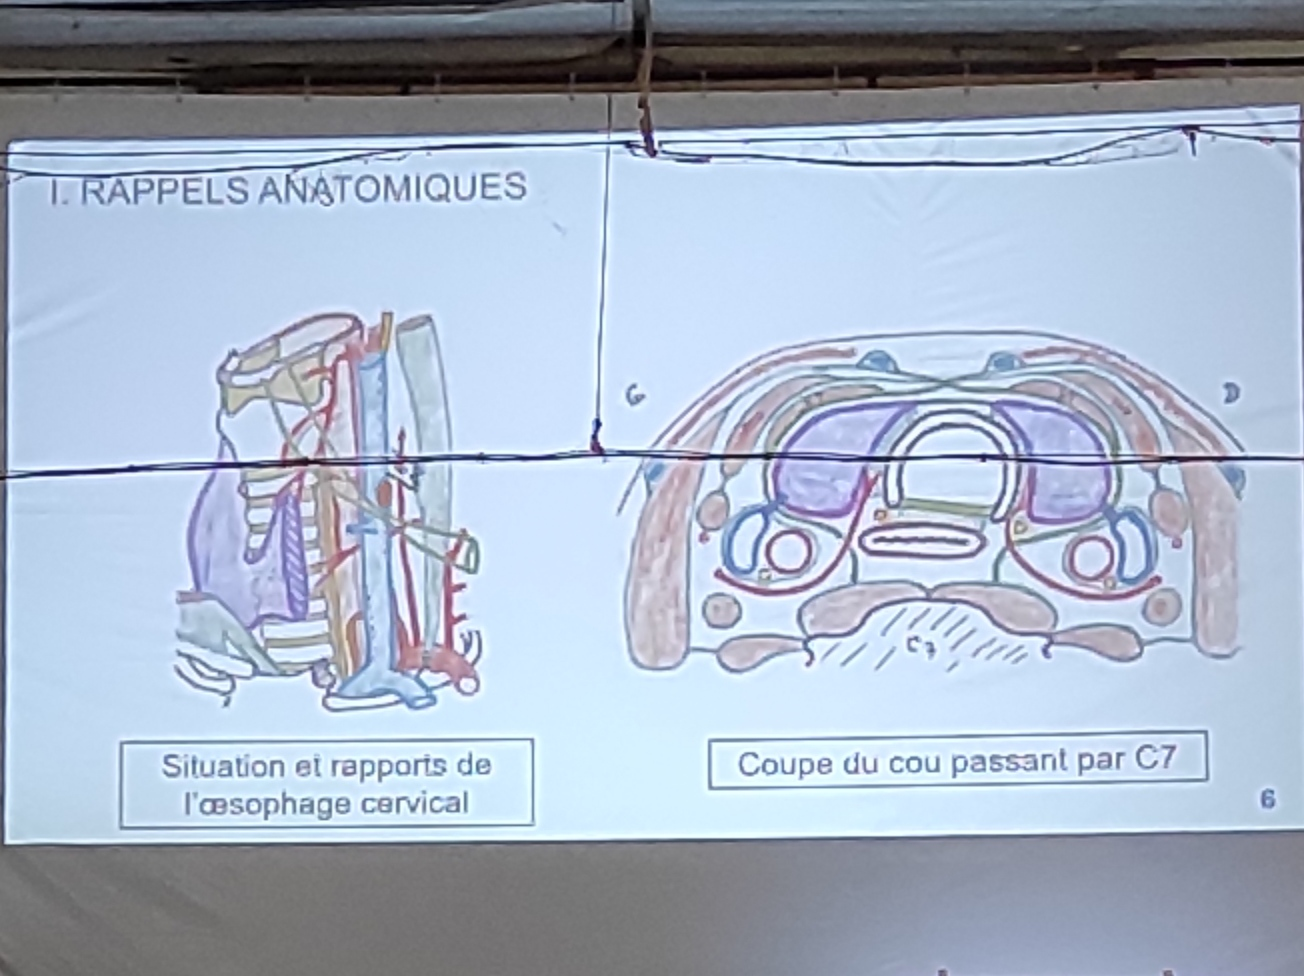 I. RAPPELS ANATOMIQUES
G
D
C7
Situation et rapports de
l'œsophage cervical
Coupe du cou passant par C7
6